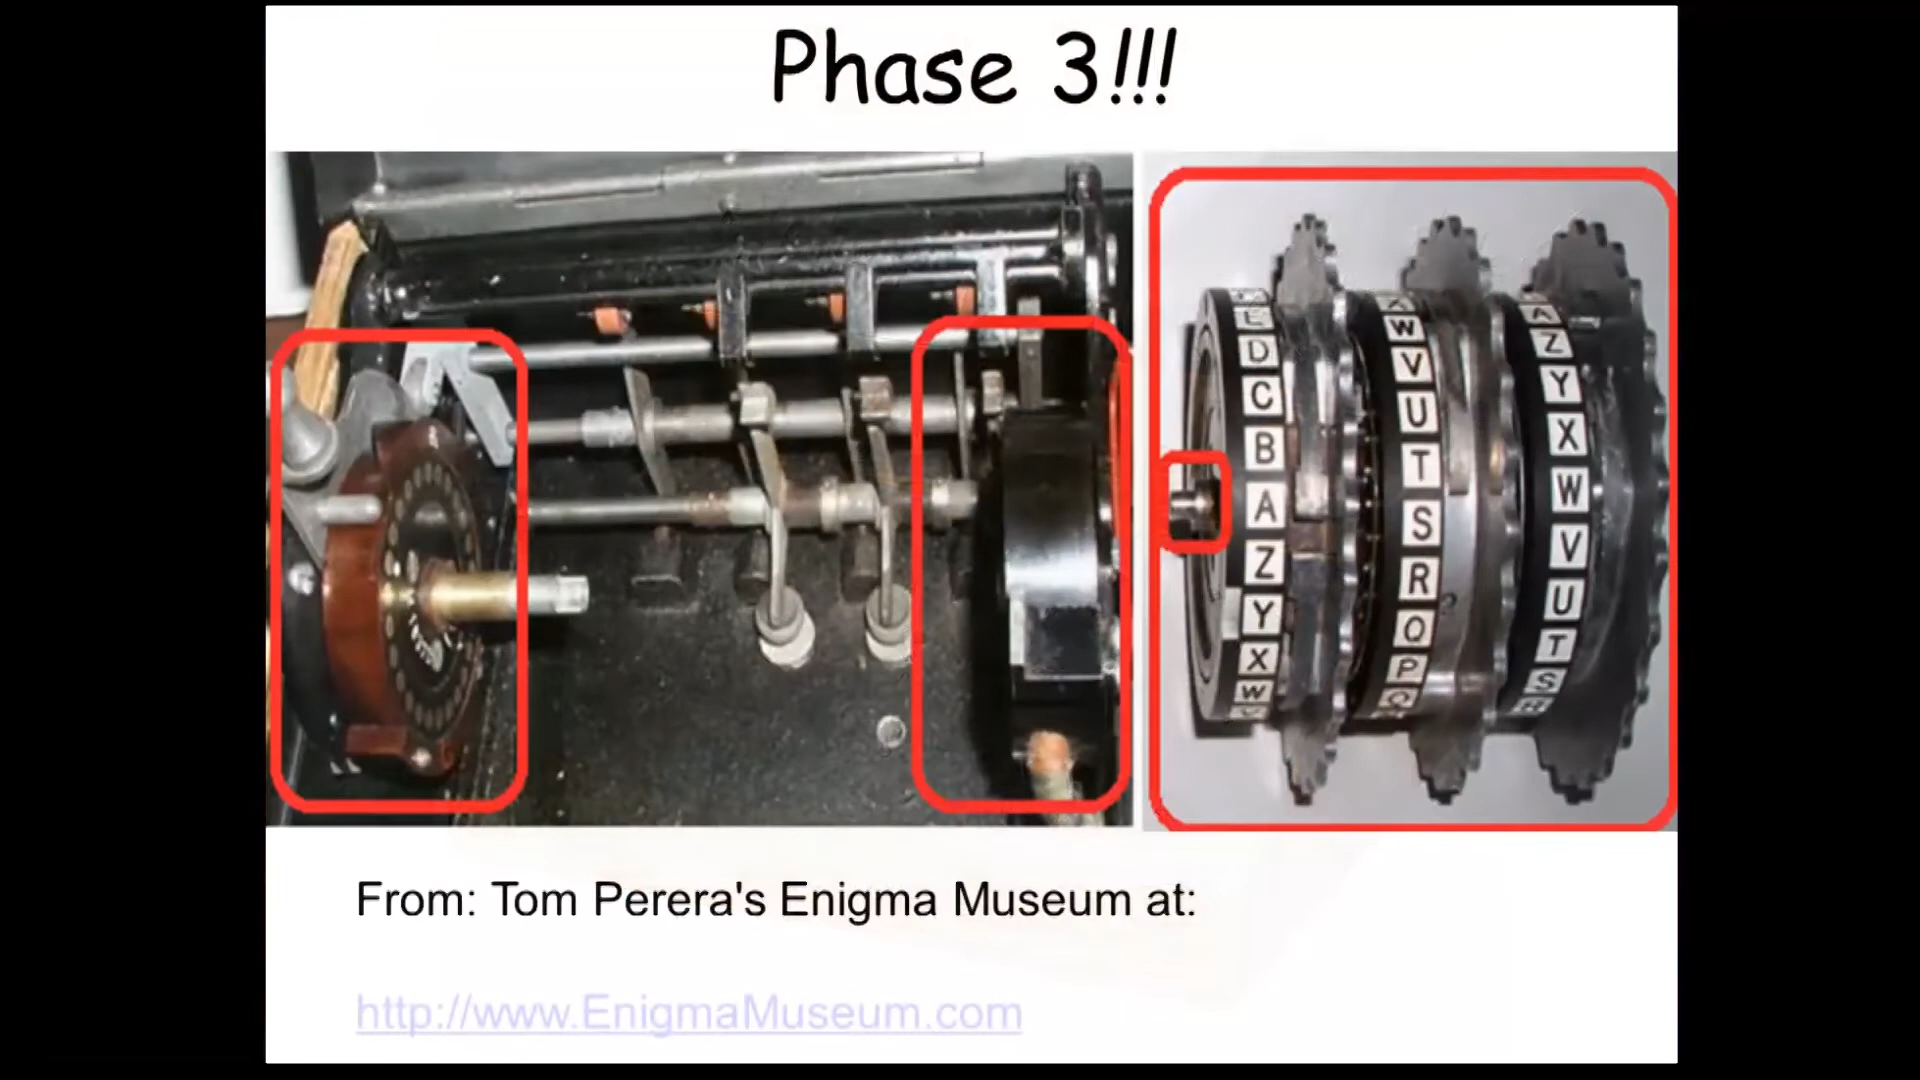 Phase 3!!!
E
D
C
B
A
Z
Y
X
W
V
X
W
V
U
T
S
R
Q
P
O
A
Z
Y
X
W
V
U
T
S
R
From: Tom Perera's Enigma Museum at:
http://www.EnigmaMuseum.com